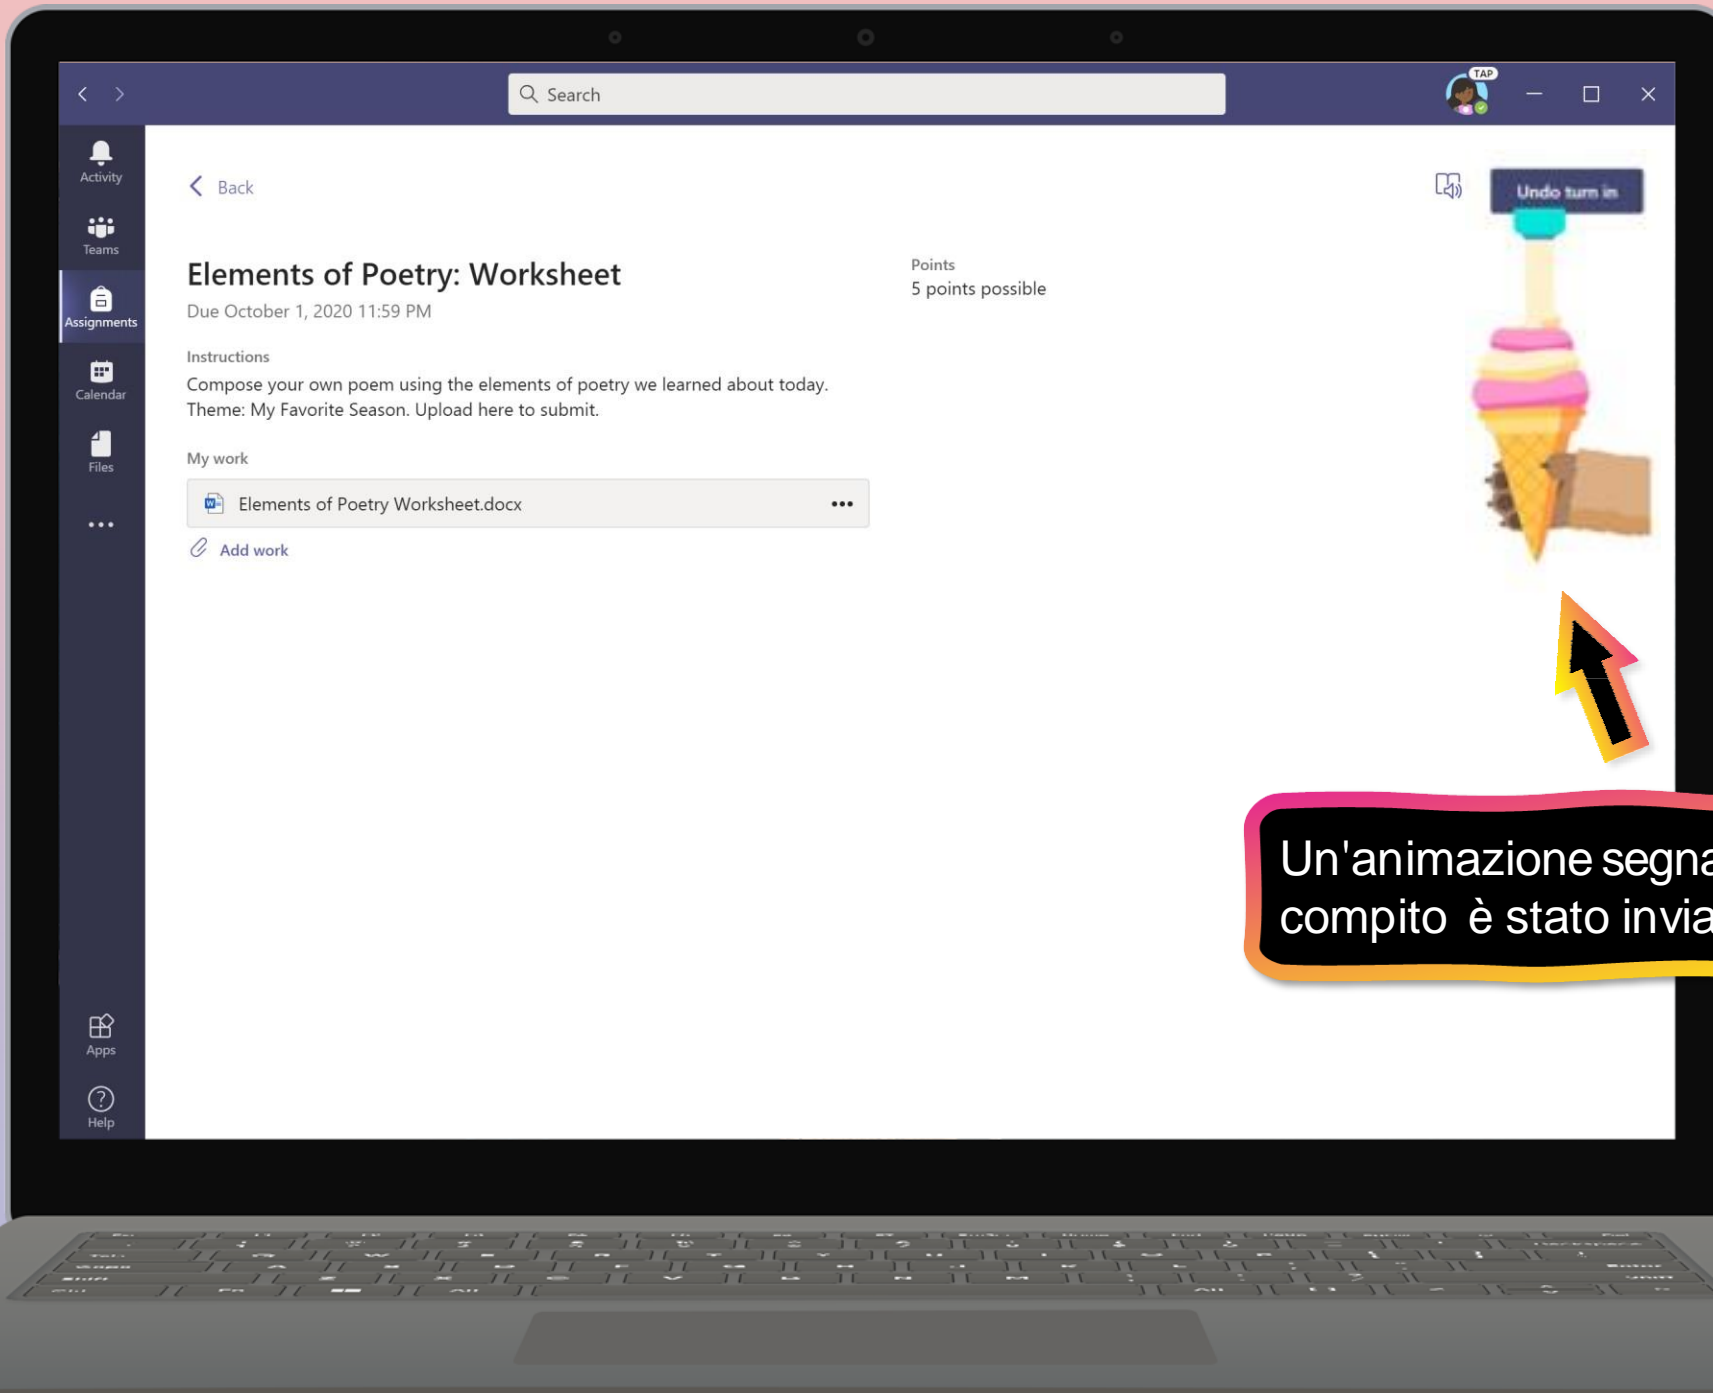 Search
TAP
Activity
Teams
Assignments
Calendar
Files
Apps
Help
Back
Undo turn in
Elements of Poetry: Worksheet
Due October 1, 2020 11:59 PM
Points
5 points possible
Instructions
Compose your own poem using the elements of poetry we learned about today.
Theme: My Favorite Season. Upload here to submit.
My work
Elements of Poetry Worksheet.docx
Add work
Un'animazione
compito è stato